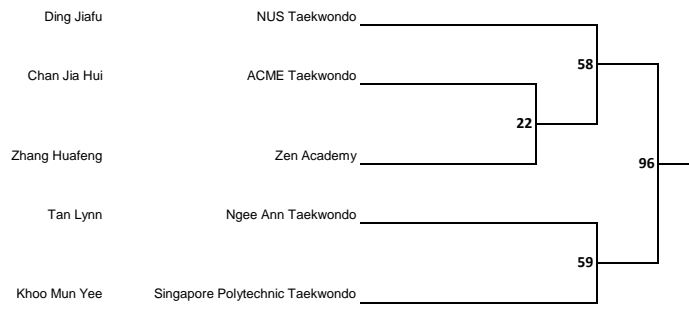 Ding Jiafu NUS Taekwondo
58
Chan Jia Hui ACME Taekwondo
22
Zhang Huafeng Zen Academy
96
Tan Lynn Ngee Ann Taekwondo
59
Khoo Mun Yee Singapore Polytechnic Taekwondo